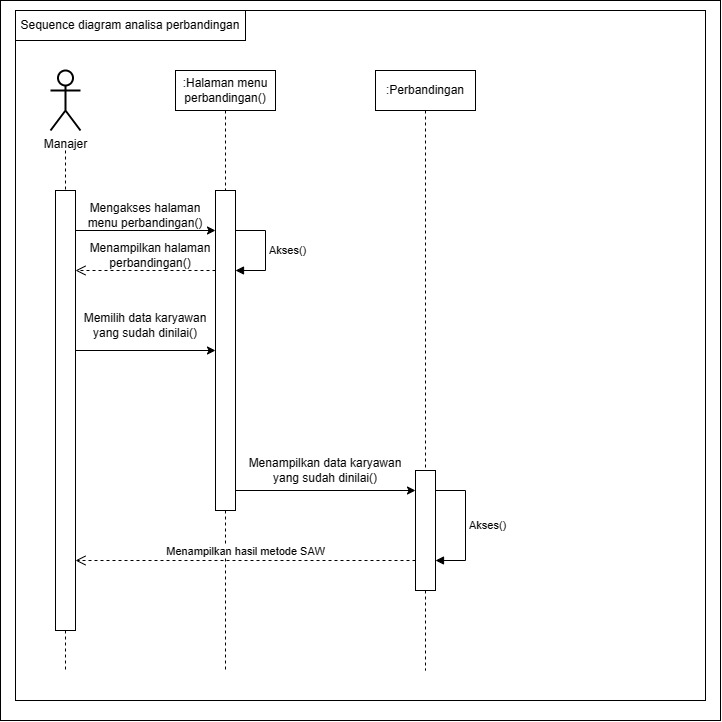 Sequence diagram analisa perbandingan
:Halaman menu
perbandingan()
:Perbandingan
Manajer
Mengakses halaman
menu perbandingan()
Akses()
Menampilkan halaman
perbandingan()
Memilih data karyawan
yang sudah dinilai()
Menampilkan data karyawan
yang sudah dinilai()
Akses()
Menampilkan hasil metode SAW